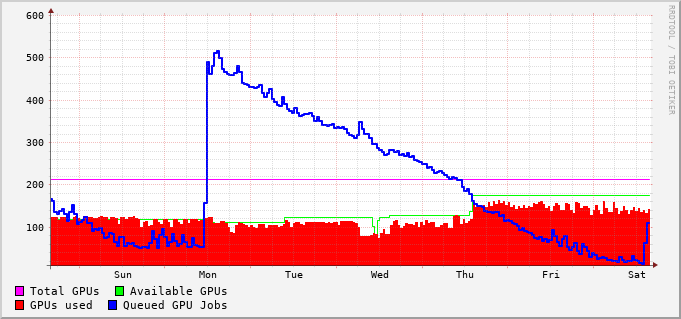 600
500
400
300
200
100
Sun Mon Tue Wed Thu Fri Sat
Total GPUs Available GPUs
GPUs used Queued GPU Jobs
RRDTOOL / TOBI OETIKER